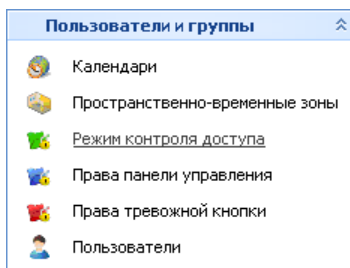 Пользователи и группы
Календари
Пространственно-временные зоны
Режим контроля доступа
Права панели управления
Права тревожной кнопки
Пользователи